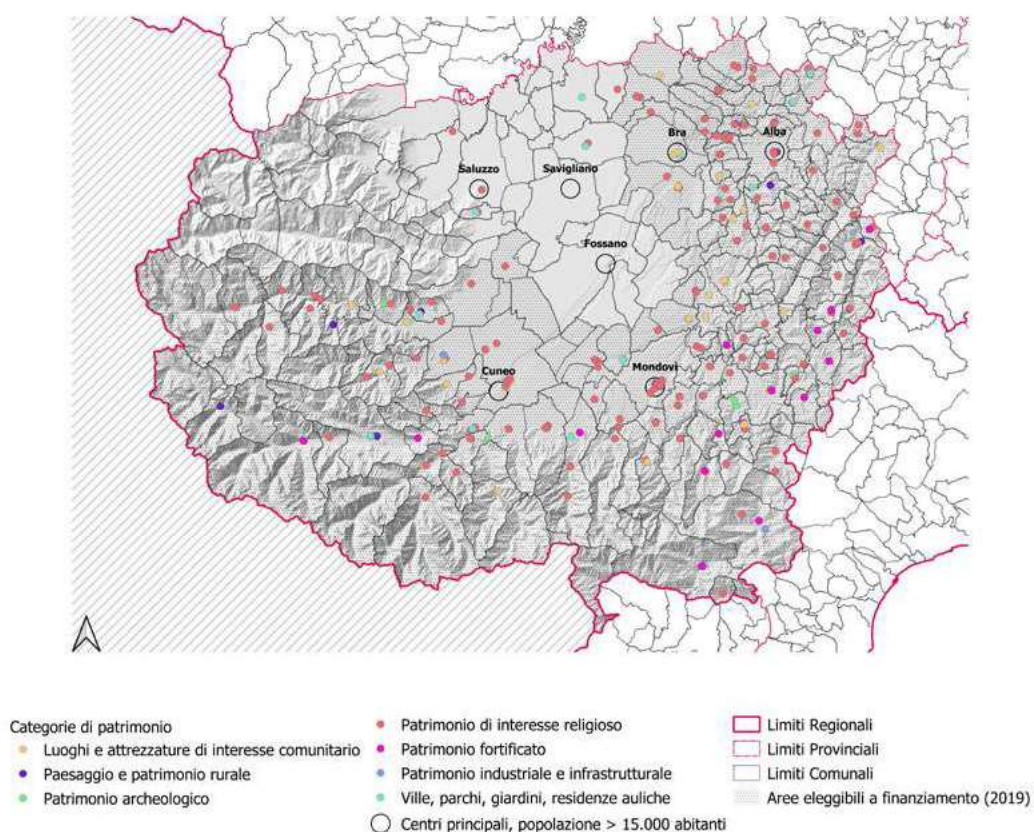 Bra
Alba
Saluzzo
Savigliano
Fossano
Cuneo
Mondovì
Categorie di patrimonio
Luoghi e attrezzature di interesse comunitario
Paesaggio e patrimonio rurale
Patrimonio archeologico
Patrimonio di interesse religioso
Patrimonio fortificato
Patrimonio industriale e infrastrutturale
Ville, parchi, giardini, residenze auliche
Centri principali, popolazione > 15.000 abitanti
Limiti Regionali
Limiti Provinciali
Limiti Comunali
Aree eleggibili a finanziamento (2019)